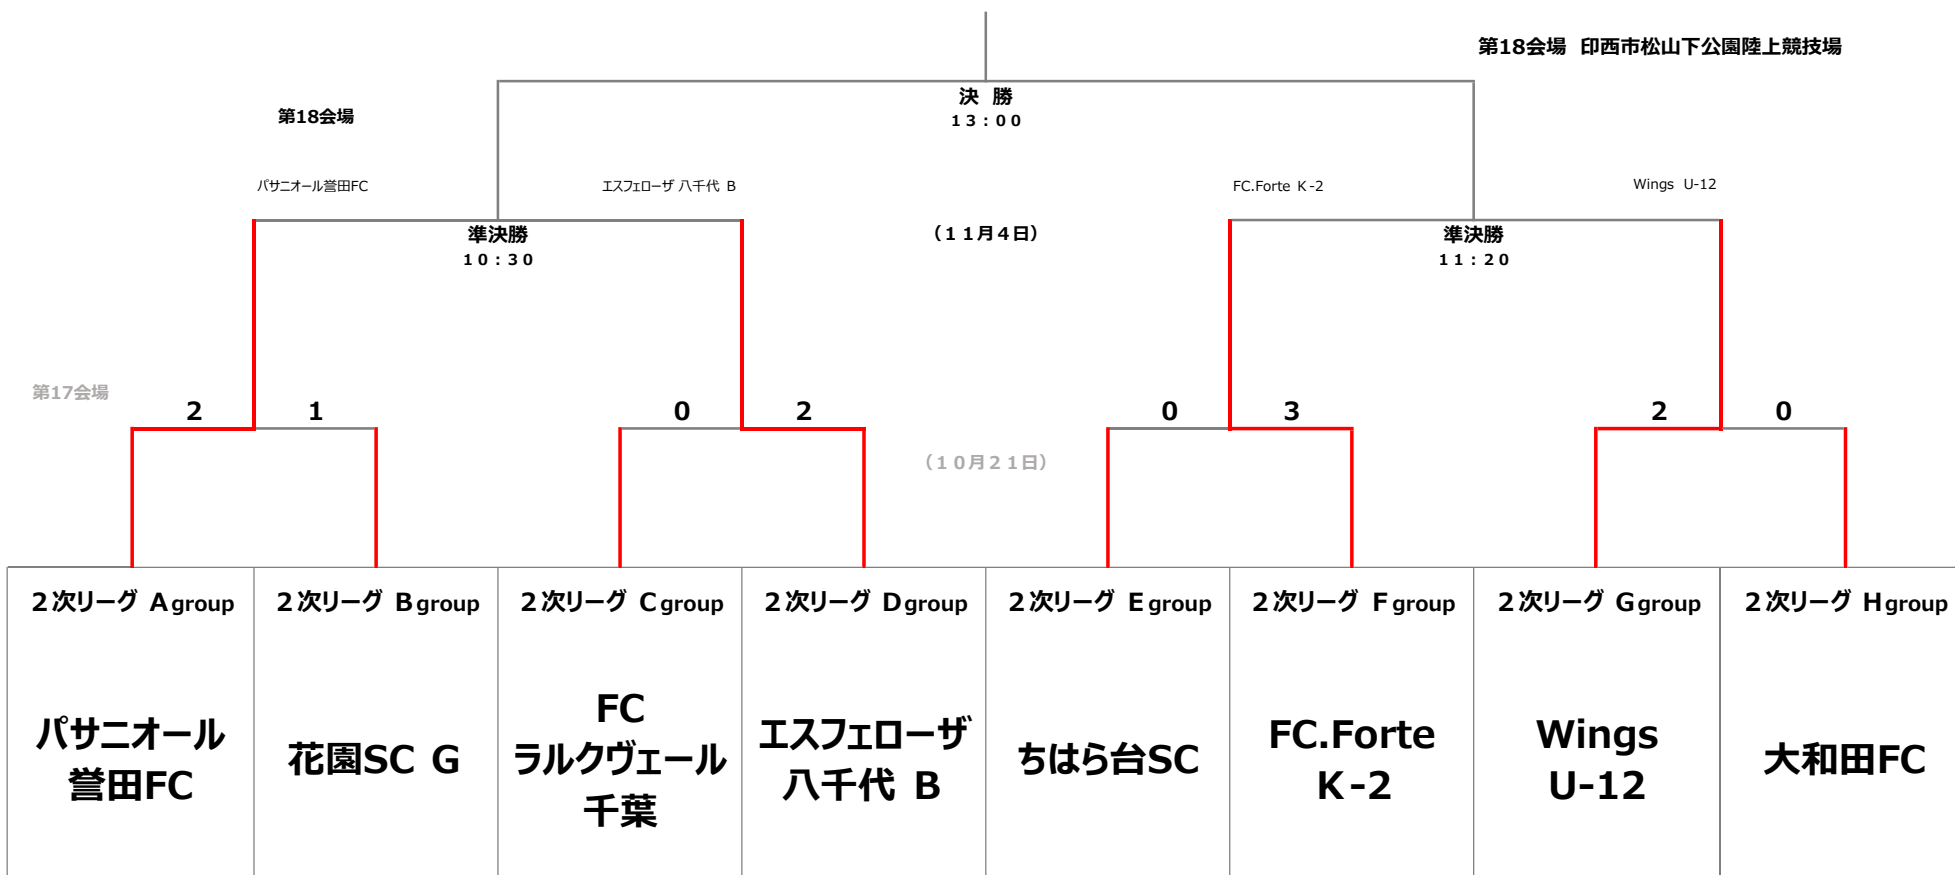 第18会場 印西市松山下公園陸上競技場
決 勝
13:00
第18会場
パサニオール誉田FC
エスフェローザ 八千代 B
FC.Forte K-2
Wings U-12
準決勝
10:30
(11月4日)
準決勝
11:20
第17会場
2 1 0 2 0 3 2 0
(10月21日)
2次リーグ Agroup
2次リーグ Bgroup
2次リーグ Cgroup
2次リーグ Dgroup
2次リーグ Egroup
2次リーグ Fgroup
2次リーグ Ggroup
2次リーグ Hgroup
パサニオール
誉田FC
花園SC G
FC
ラルクヴェール
千葉
エスフェローザ
八千代 B
ちはら台SC
FC.Forte
K-2
Wings
U-12
大和田FC